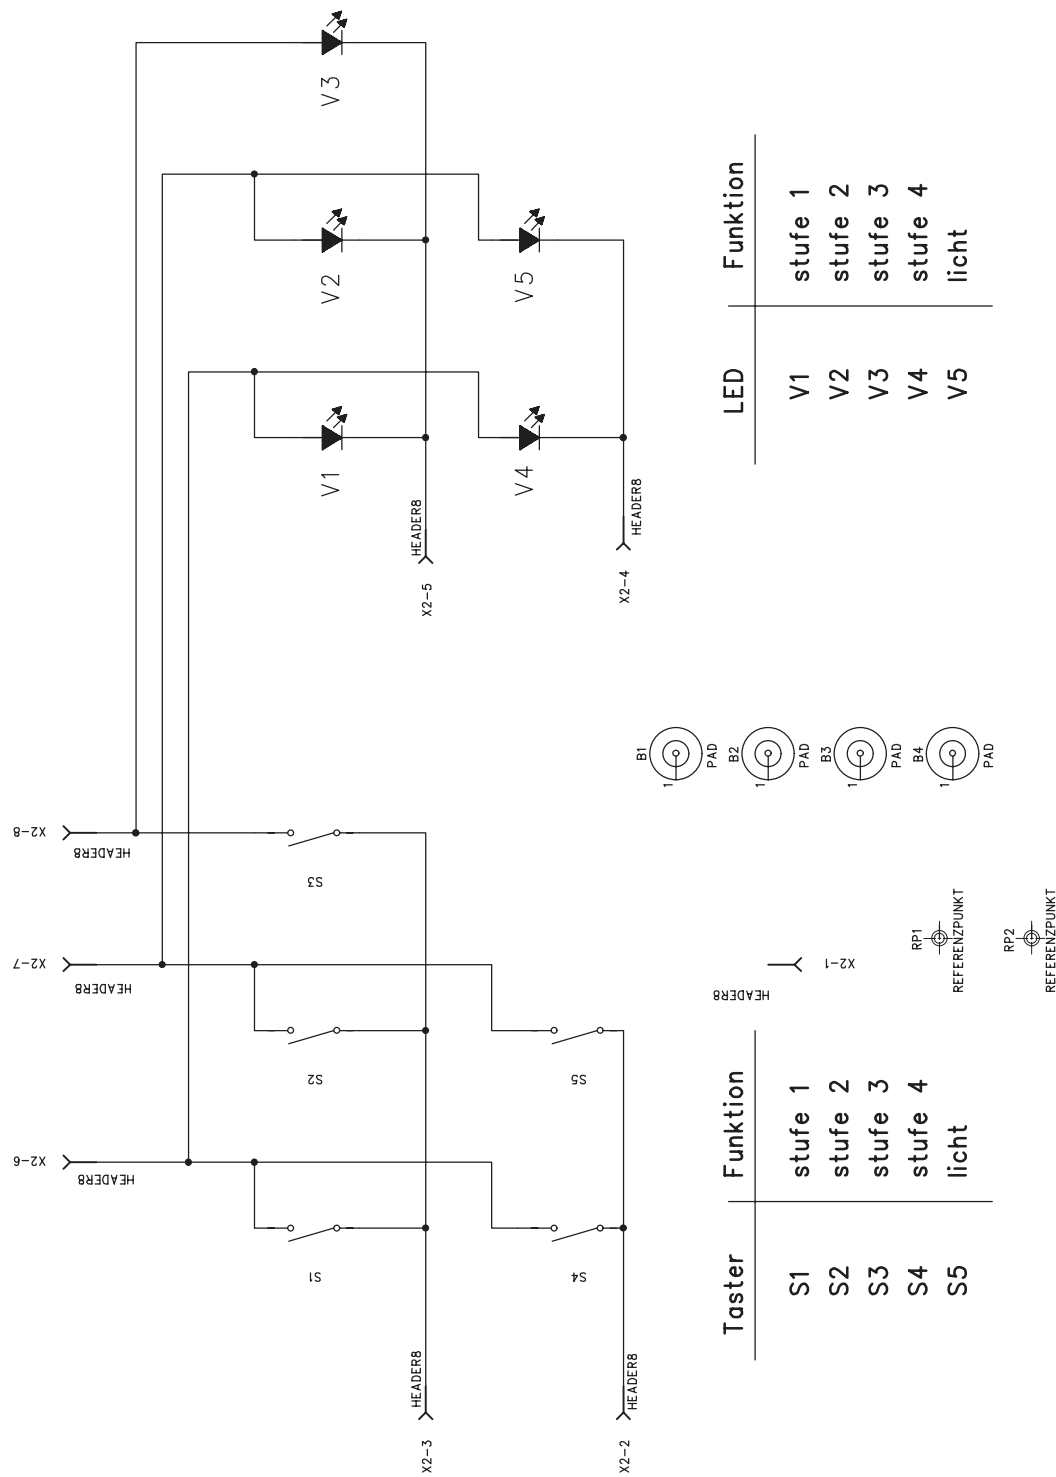 V3
V2
V5
V1
V4
HEADER8
X2-5
HEADER8
X2-4
LED Funktion
V1 stufe 1
V2 stufe 2
V3 stufe 3
V4 stufe 4
V5 licht
B1
1
PAD
B2
1
PAD
B3
1
PAD
B4
1
PAD
X2-8
HEADER8
S3
X2-7
HEADER8
S2
S5
X2-6
HEADER8
S1
S4
X2-3
HEADER8
X2-2
HEADER8
X2-1
HEADER8
RP1
REFERENZPUNKT
RP2
REFERENZPUNKT
Taster Funktion
S1 stufe 1
S2 stufe 2
S3 stufe 3
S4 stufe 4
S5 licht